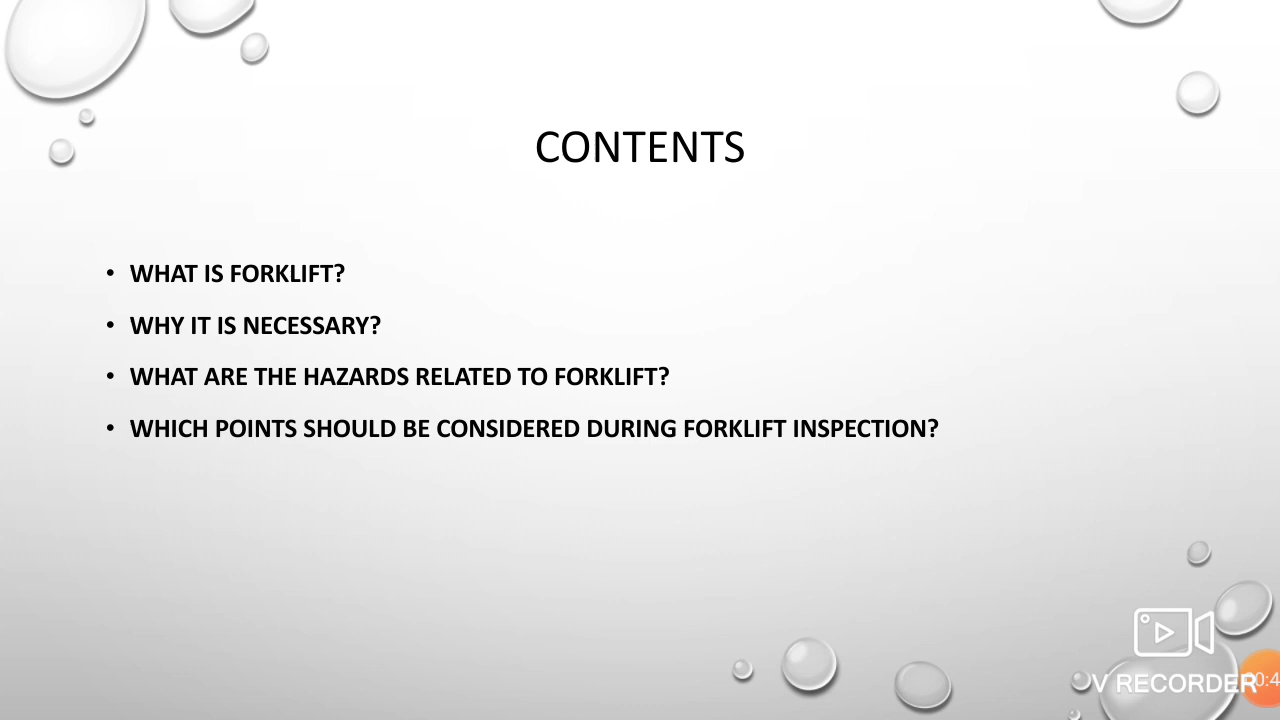 CONTENTS
• WHAT IS FORKLIFT?
• WHY IT IS NECESSARY?
• WHAT ARE THE HAZARDS RELATED TO FORKLIFT?
• WHICH POINTS SHOULD BE CONSIDERED DURING FORKLIFT INSPECTION?
V RECORDER